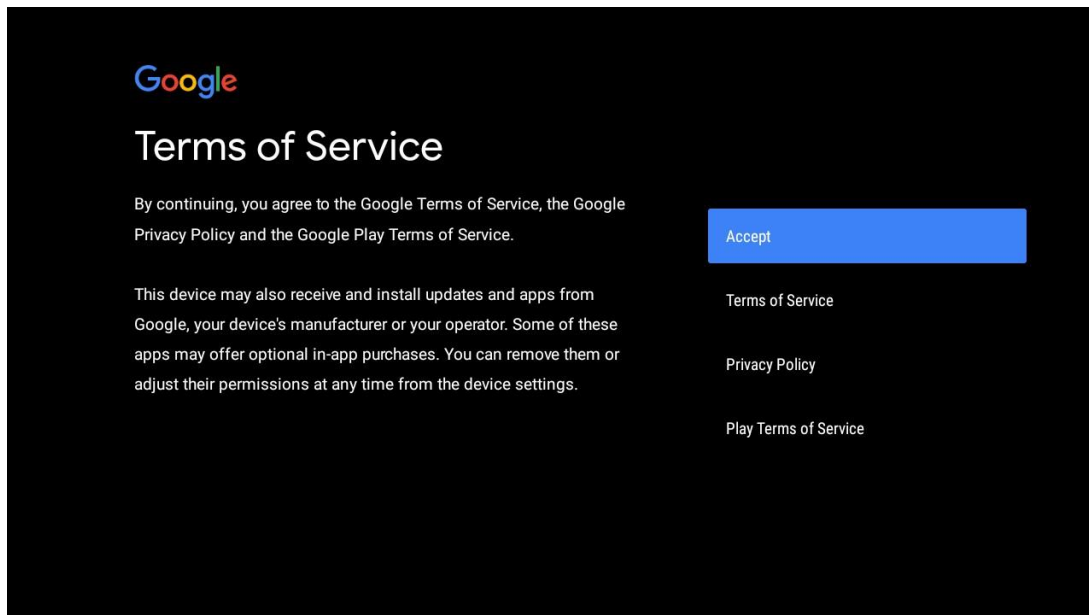 Google
Terms of Service
By continuing, you agree to the Google Terms of Service, the Google
Privacy Policy and the Google Play Terms of Service.
This device may also receive and install updates and apps from
Google, your device's manufacturer or your operator. Some of these
apps may offer optional in-app purchases. You can remove them or
adjust their permissions at any time from the device settings.
Accept
Terms of Service
Privacy Policy
Play Terms of Service